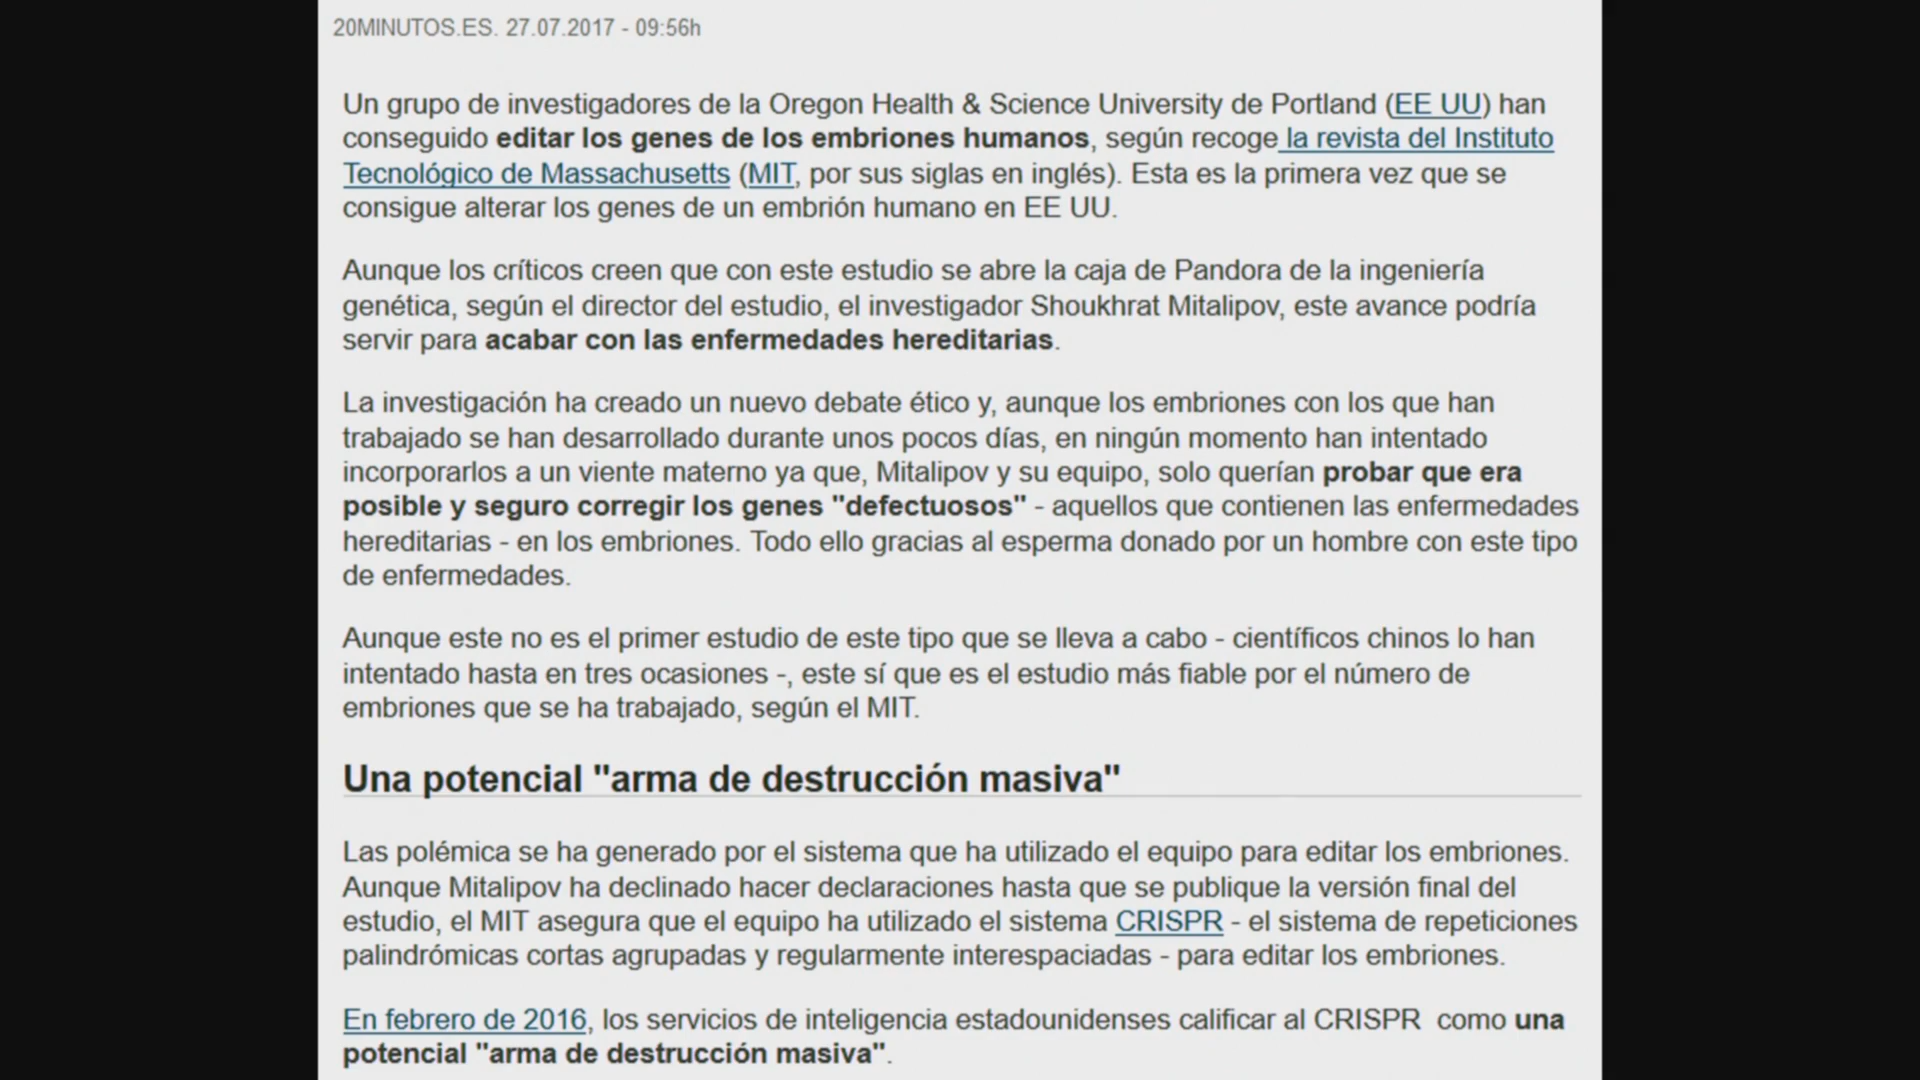 20MINUTOS.ES. 27.07.2017 - 09:56h
Un grupo de investigadores de la Oregon Health & Science University de Portland (EE UU) han
conseguido editar los genes de los embriones humanos, según recoge la revista del Instituto
Tecnológico de Massachusetts (MIT, por sus siglas en inglés). Esta es la primera vez que se
consigue alterar los genes de un embrión humano en EE UU.
Aunque los críticos creen que con este estudio se abre la caja de Pandora de la ingeniería
genética, según el director del estudio, el investigador Shoukhrat Mitalipov, este avance podría
servir para acabar con las enfermedades hereditarias.
La investigación ha creado un nuevo debate ético y, aunque los embriones con los que han
trabajado se han desarrollado durante unos pocos días, en ningún momento han intentado
incorporarlos a un viente materno ya que, Mitalipov y su equipo, solo querían probar que era
posible y seguro corregir los genes "defectuosos" - aquellos que contienen las enfermedades
hereditarias - en los embriones. Todo ello gracias al esperma donado por un hombre con este tipo
de enfermedades.
Aunque este no es el primer estudio de este tipo que se lleva a cabo - científicos chinos lo han
intentado hasta en tres ocasiones -, este sí que es el estudio más fiable por el número de
embriones que se ha trabajado, según el MIT.
Una potencial "arma de destrucción masiva"
Las polémica se ha generado por el sistema que ha utilizado el equipo para editar los embriones.
Aunque Mitalipov ha declinado hacer declaraciones hasta que se publique la versión final del
estudio, el MIT asegura que el equipo ha utilizado el sistema CRISPR - el sistema de repeticiones
palindrómicas cortas agrupadas y regularmente interespaciadas - para editar los embriones.
En febrero de 2016, los servicios de inteligencia estadounidenses calificar al CRISPR como una
potencial "arma de destrucción masiva".